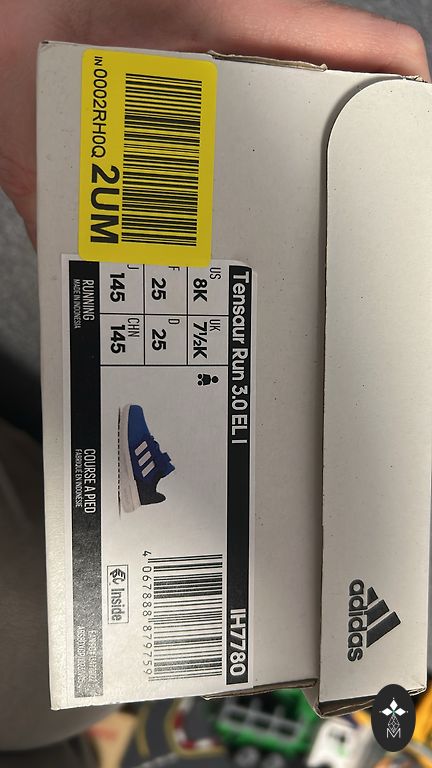 IN 0002RH0Q
2UM
Tensaur Run 3.0 EL I
IH7780
US
8K
UK
7½K
F
25
D
25
J
145
CHN
145
RUNNING
MADE IN INDONESIA
COURSE À PIED
FABRIQUÉ EN INDONÉSIE
Inside
4 067888 879759
adidas